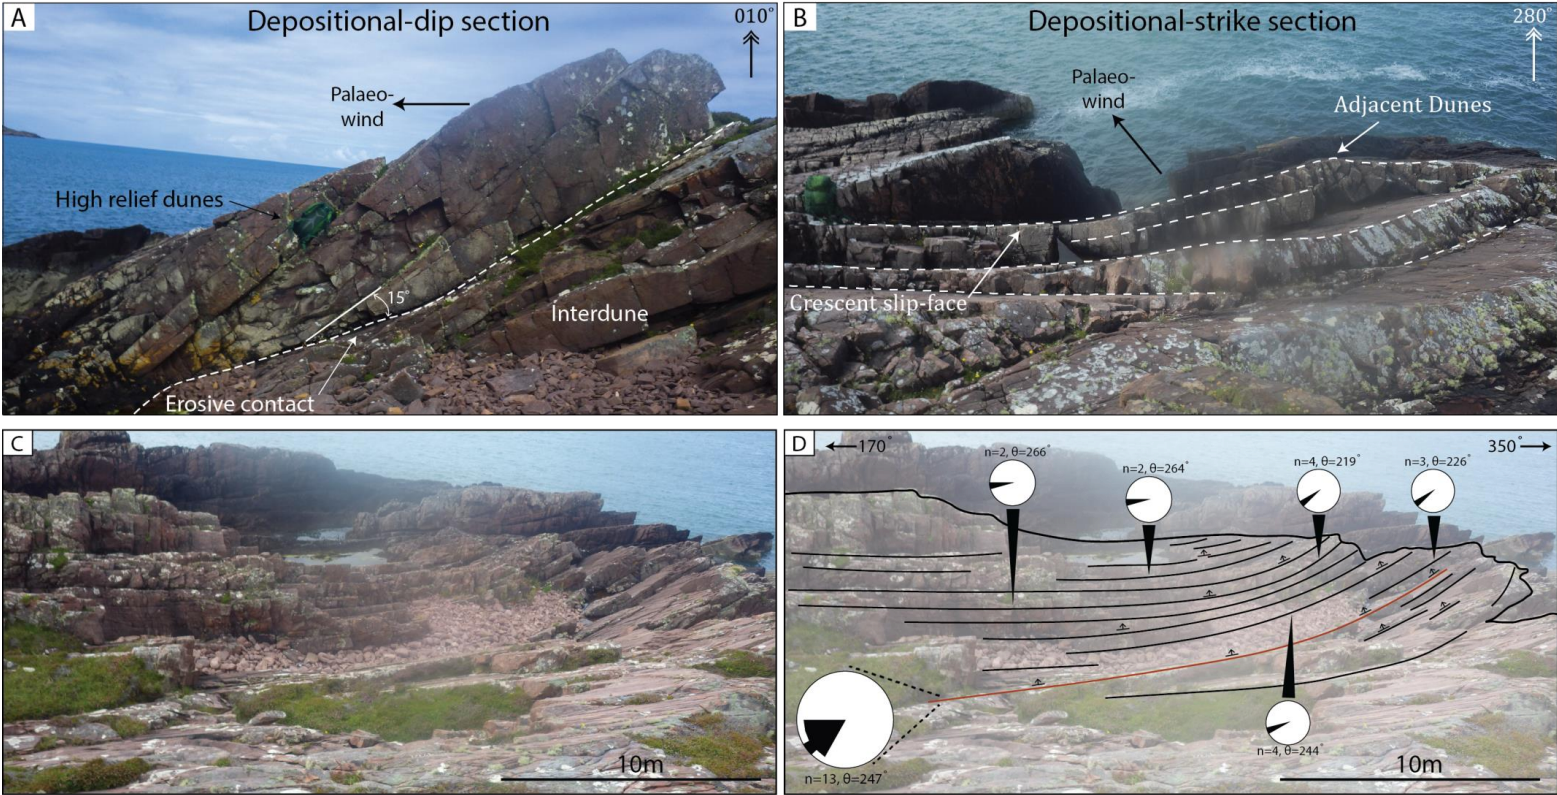 A
Depositional-dip section
010°
Palaeo-
wind
High relief dunes
15°
Interdune
Erosive contact
B
Depositional-strike section
280°
Palaeo-
wind
Adjacent Dunes
Crescent slip-face
C
10m
D
170°
350°
n=2, θ=266°
n=2, θ=264°
n=4, θ=219°
n=3, θ=226°
n=13, θ=247°
n=4, θ=244°
10m